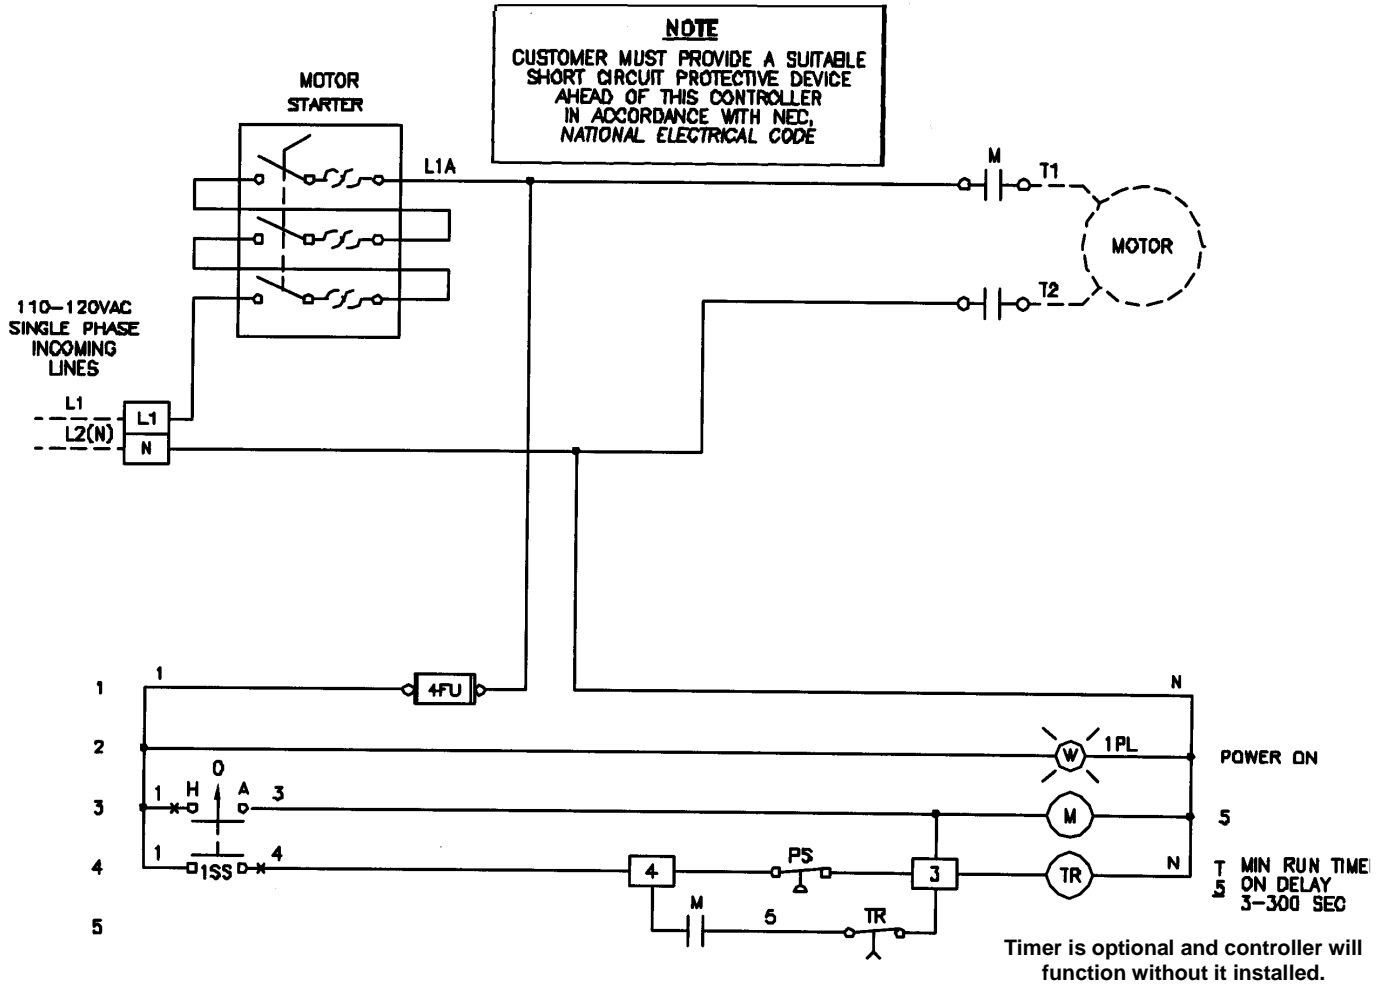 NOTE
CUSTOMER MUST PROVIDE A SUITABLE
SHORT CIRCUIT PROTECTIVE DEVICE
AHEAD OF THIS CONTROLLER
IN ACCORDANCE WITH NEC,
NATIONAL ELECTRICAL CODE
MOTOR
STARTER
L1A
M
T1
MOTOR
T2
110-120VAC
SINGLE PHASE
INCOMING
LINES
L1
L1
L2(N)
N
1
1
4FU
N
2
W
1PL
POWER ON
O
3
1
H
A
3
M
5
4
1
1SS
4
4
PS
3
TR
N
T
5
MIN RUN TIME
ON DELAY
3-300 SEC
5
M
5
TR
Timer is optional and controller will
function without it installed.